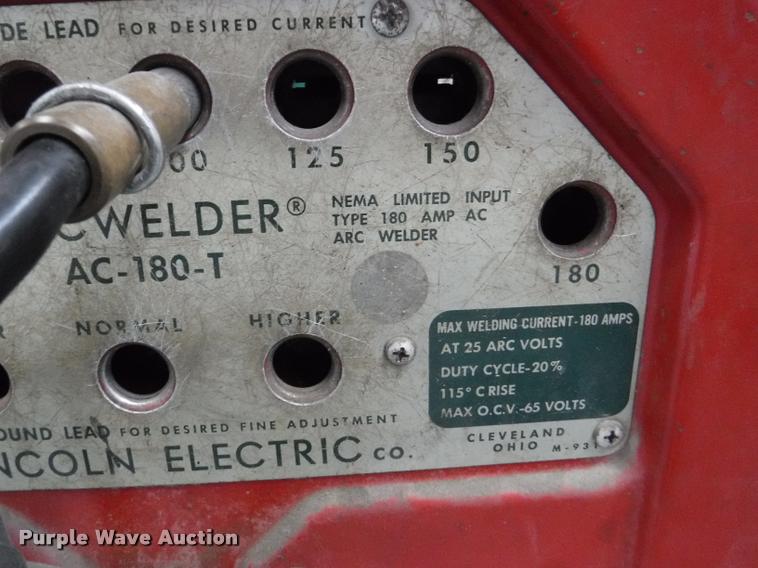 DE LEAD FOR DESIRED CURRENT
00 125 150
CWELDER®
NEMA LIMITED INPUT
TYPE 180 AMP AC
ARC WELDER
AC-180-T
180
NORMAL HIGHER
MAX WELDING CURRENT-180 AMPS
AT 25 ARC VOLTS
DUTY CYCLE-20%
115° C RISE
MAX O.C.V.-65 VOLTS
OUND LEAD FOR DESIRED FINE ADJUSTMENT
NCOLN ELECTRIC CO.
CLEVELAND
OHIO M-931
Purple Wave Auction